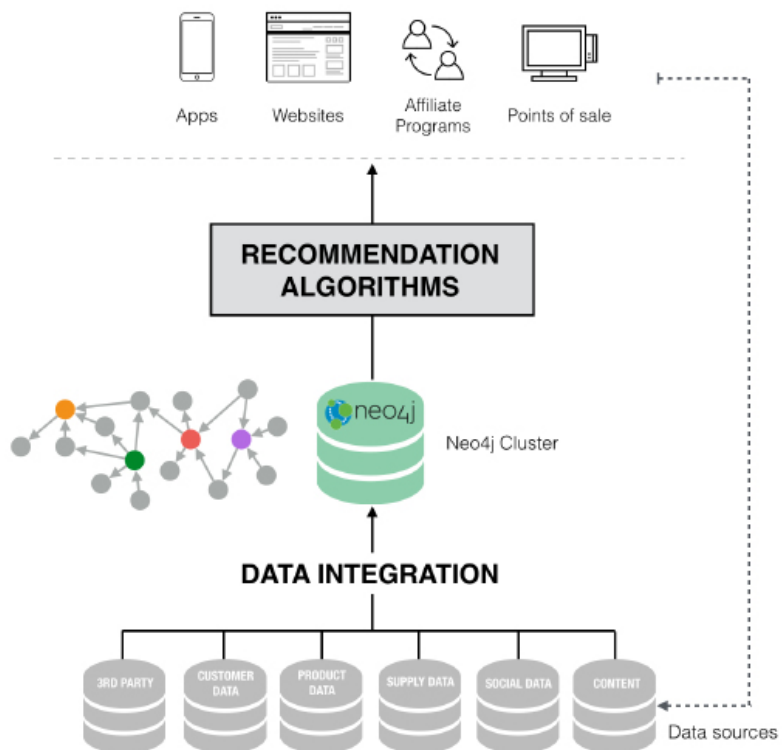 Apps
Websites
Affiliate
Programs
Points of sale
RECOMMENDATION
ALGORITHMS
neo4j
Neo4j Cluster
DATA INTEGRATION
3RD PARTY
CUSTOMER
DATA
PRODUCT
DATA
SUPPLY DATA
SOCIAL DATA
CONTENT
Data sources